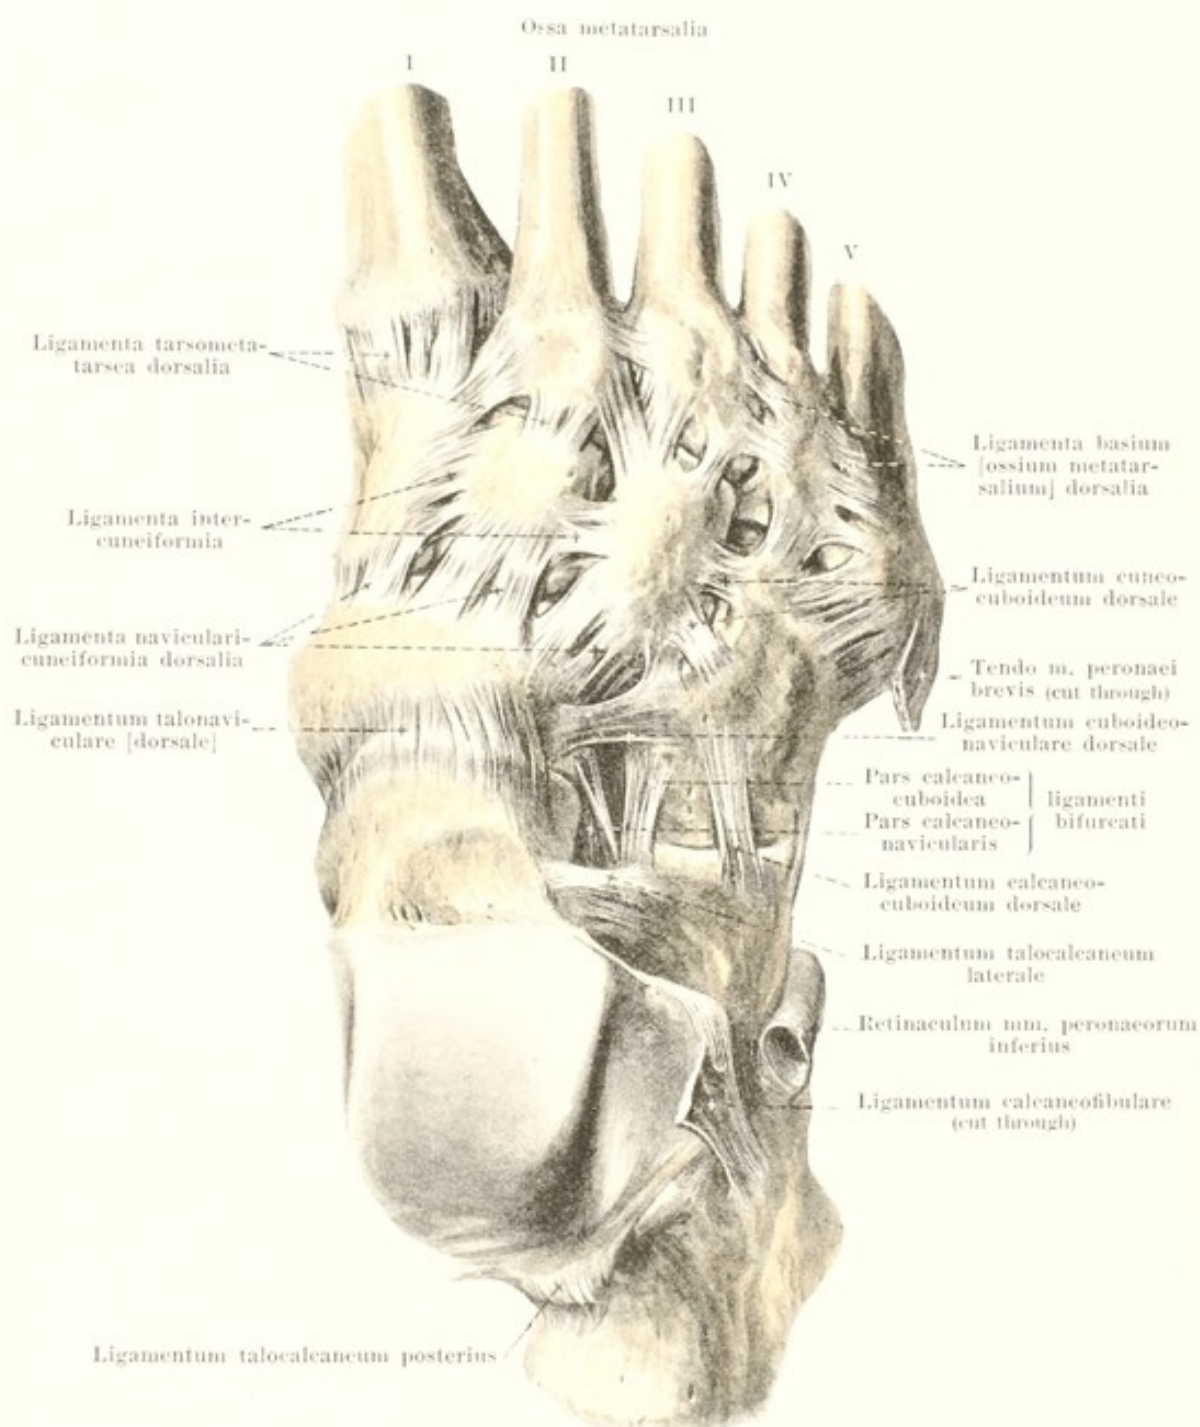 Ossa metatarsalia
I
II
III
IV
V
Ligamenta tarsometa-
tarsea dorsalia
Ligamenta inter-
cuneiformia
Ligamenta naviculari-
cuneiformia dorsalia
Ligamentum talonavi-
culare [dorsale]
Ligamentum talocalcaneum posterius
Ligamenta basium
[ossium metatar-
salium] dorsalia
Ligamentum cuneo-
cuboideum dorsale
Tendo m. peronaei
brevis (cut through)
Ligamentum cuboideo-
naviculare dorsale
Pars calcaneo-
cuboidea
Pars calcaneo-
navicularis
ligamenti
bifurcati
Ligamentum calcaneo-
cuboideum dorsale
Ligamentum talocalcaneum
laterale
Retinaculum mm. peronaeorum
inferius
Ligamentum calcaneofibulare
(cut through)